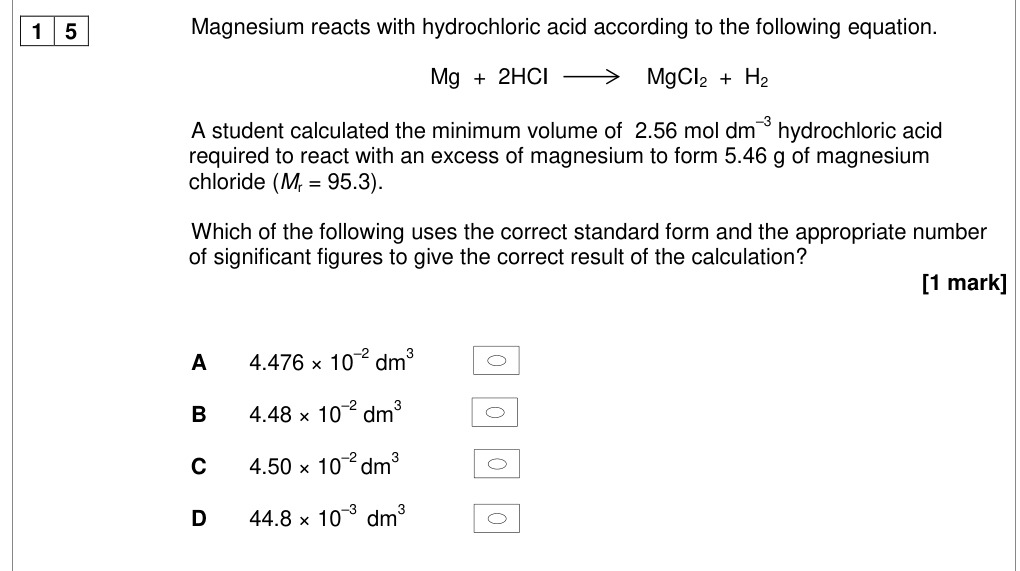 1 5 Magnesium reacts with hydrochloric acid according to the following equation.
Mg + 2HCl ⟶ MgCl₂ + H₂
A student calculated the minimum volume of 2.56 mol dm⁻³ hydrochloric acid
required to react with an excess of magnesium to form 5.46 g of magnesium
chloride (Mᵣ = 95.3).
Which of the following uses the correct standard form and the appropriate number
of significant figures to give the correct result of the calculation?
[1 mark]
A 4.476 × 10⁻² dm³
B 4.48 × 10⁻² dm³
C 4.50 × 10⁻² dm³
D 44.8 × 10⁻³ dm³